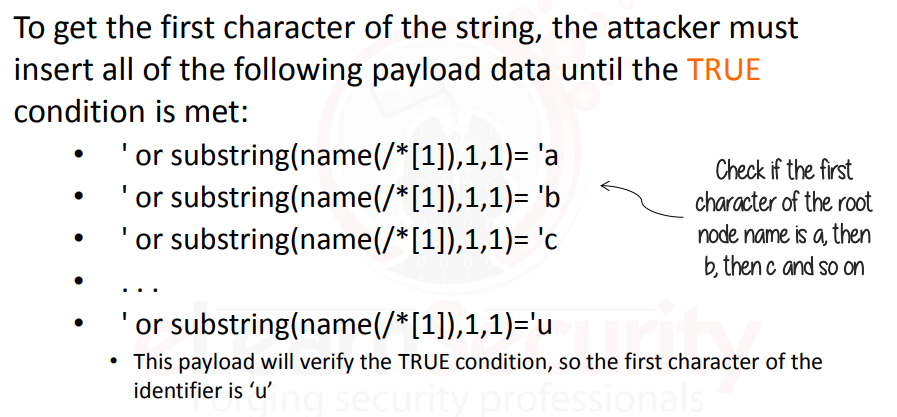 To get the first character of the string, the attacker must
insert all of the following payload data until the TRUE
condition is met:
• ' or substring(name(/*[1]),1,1)= 'a
• ' or substring(name(/*[1]),1,1)= 'b
• ' or substring(name(/*[1]),1,1)= 'c
• . . .
• ' or substring(name(/*[1]),1,1)='u
• This payload will verify the TRUE condition, so the first character of the
identifier is ‘u’
Check if the first
character of the root
node name is a, then
b, then c and so on
eLearnSecurity
Forging security professionals